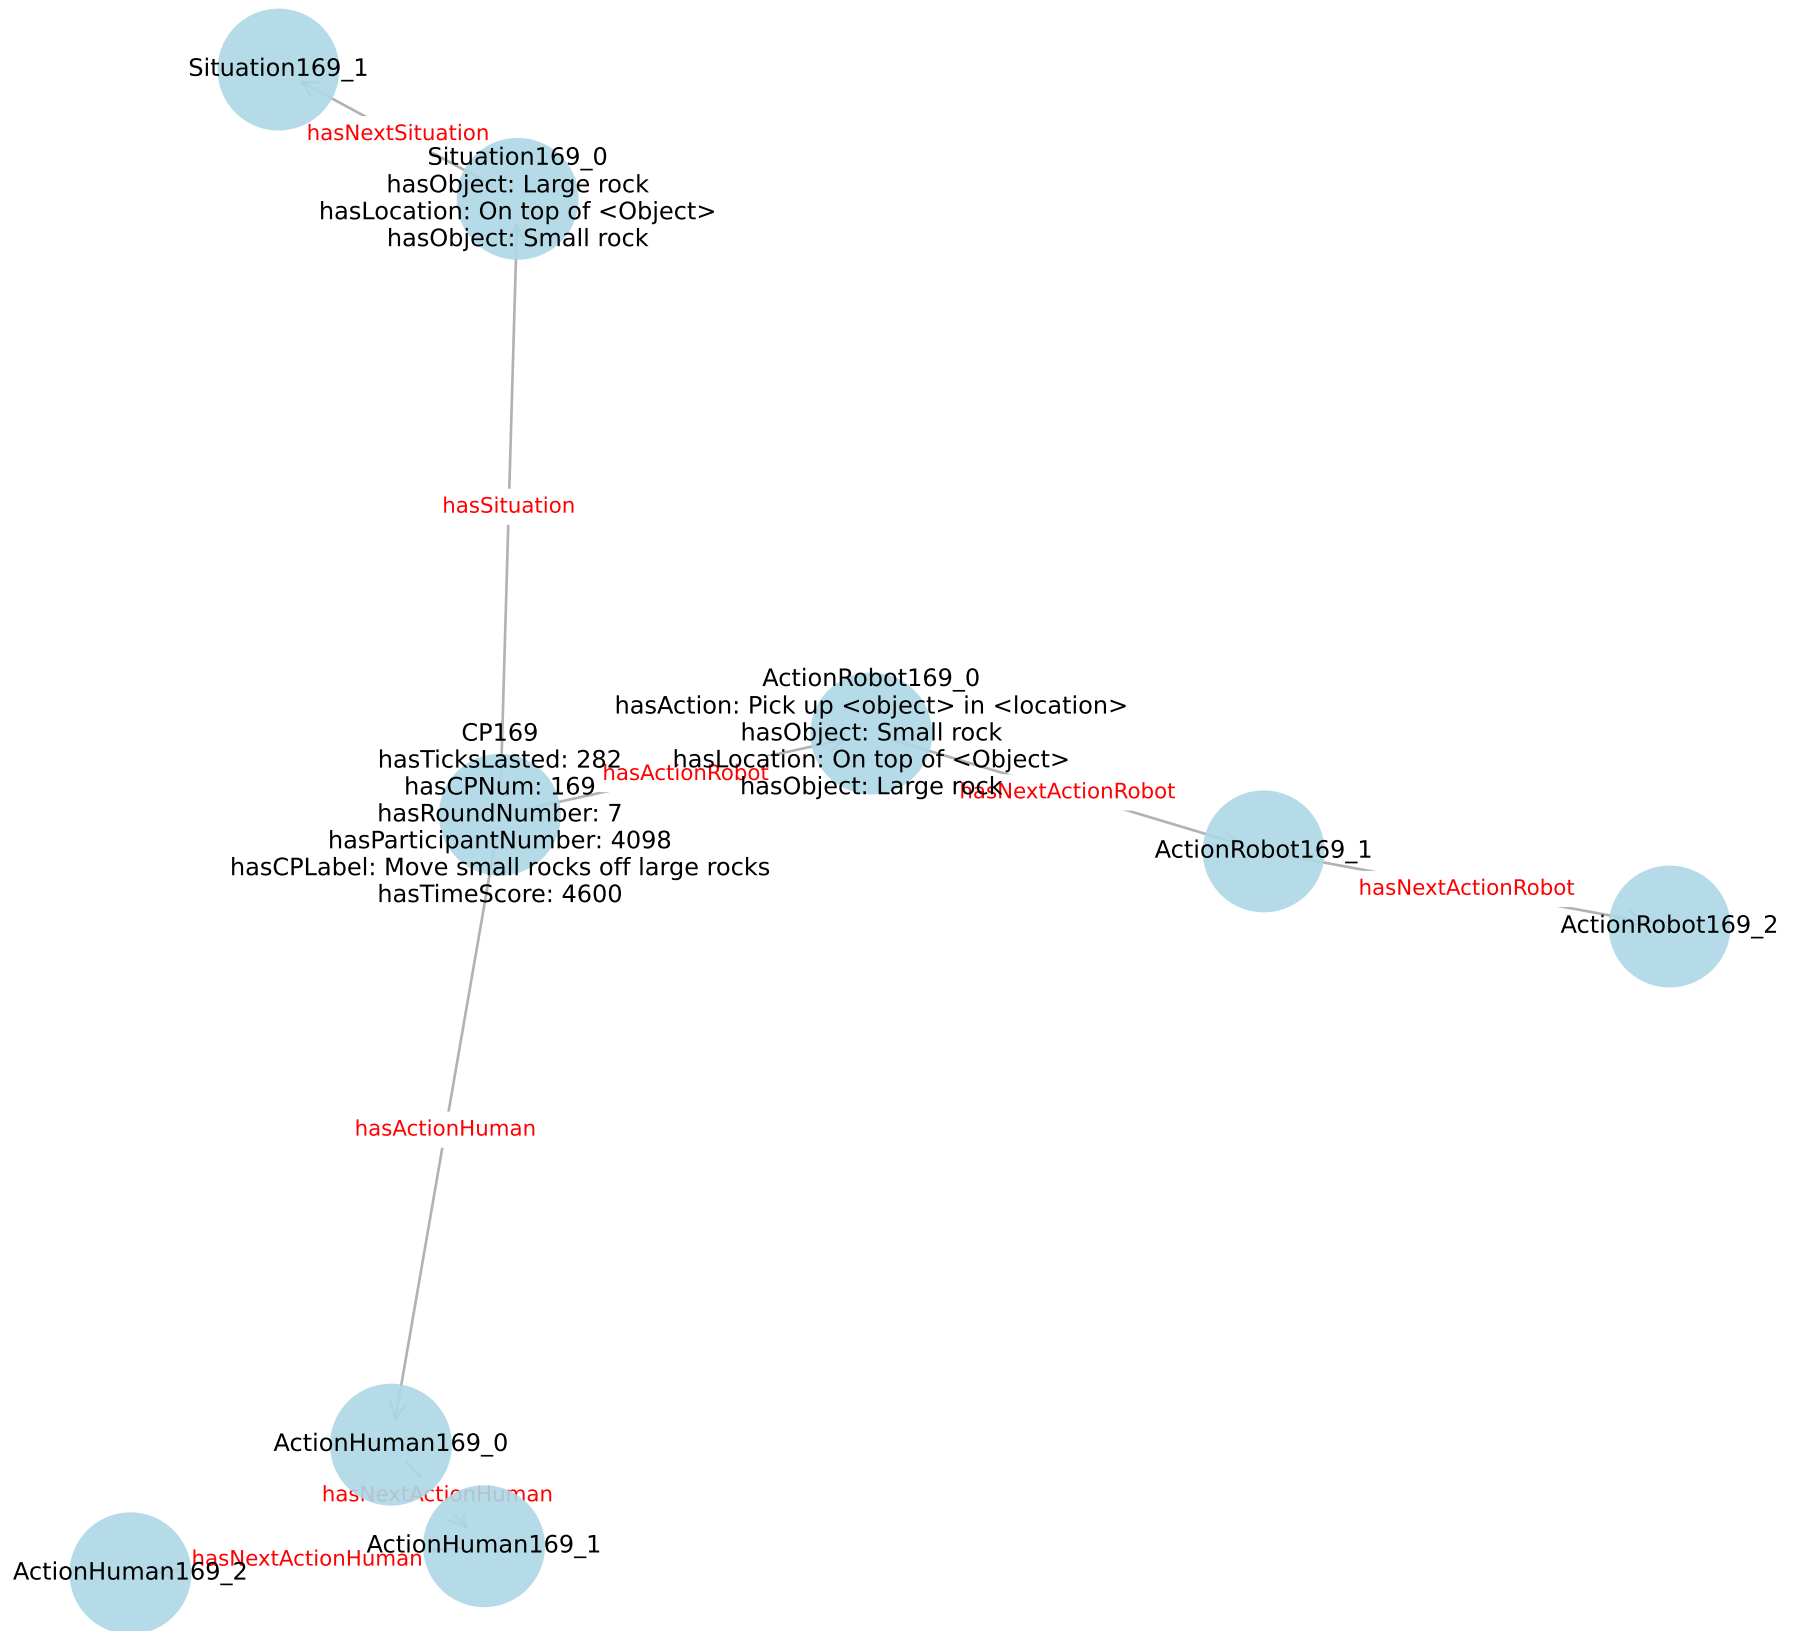 Situation169_1
hasNextSituation
Situation169_0
hasObject: Large rock
hasLocation: On top of <Object>
hasObject: Small rock
hasSituation
ActionRobot169_0
hasAction: Pick up <object> in <location>
hasObject: Small rock
hasLocation: On top of <Object>
hasObject: Large rock
CP169
hasTicksLasted: 282
hasCPNum: 169
hasRoundNumber: 7
hasParticipantNumber: 4098
hasCPLabel: Move small rocks off large rocks
hasTimeScore: 4600
hasActionRobot
hasNextActionRobot
ActionRobot169_1
hasNextActionRobot
ActionRobot169_2
hasActionHuman
ActionHuman169_0
hasNextActionHuman
ActionHuman169_1
hasNextActionHuman
ActionHuman169_2